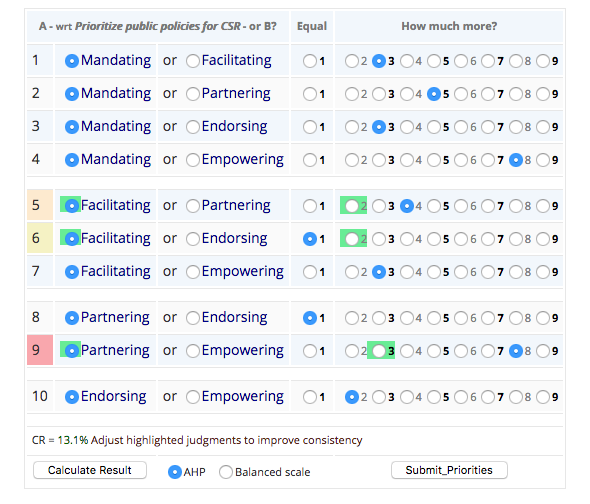 A - wrt Prioritize public policies for CSR - or B? Equal How much more?
1 Mandating or Facilitating 1 2 3 4 5 6 7 8 9
2 Mandating or Partnering 1 2 3 4 5 6 7 8 9
3 Mandating or Endorsing 1 2 3 4 5 6 7 8 9
4 Mandating or Empowering 1 2 3 4 5 6 7 8 9
5 Facilitating or Partnering 1 2 3 4 5 6 7 8 9
6 Facilitating or Endorsing 1 2 3 4 5 6 7 8 9
7 Facilitating or Empowering 1 2 3 4 5 6 7 8 9
8 Partnering or Endorsing 1 2 3 4 5 6 7 8 9
9 Partnering or Empowering 1 2 3 4 5 6 7 8 9
10 Endorsing or Empowering 1 2 3 4 5 6 7 8 9
CR = 13.1% Adjust highlighted judgments to improve consistency
Calculate Result AHP Balanced scale Submit_Priorities